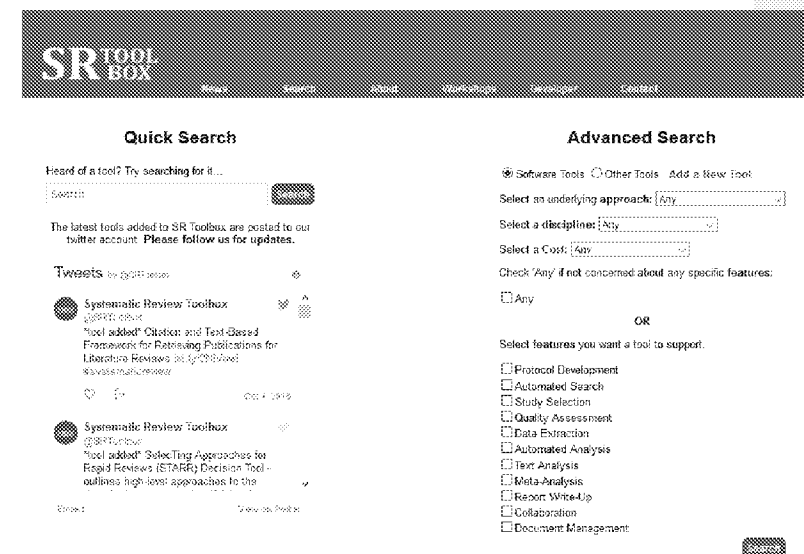 SR TOOL
BOX
News Search About Workshops Developer Contact
Quick Search
Heard of a tool? Try searching for it...
Search Search
The latest tools added to SR Toolbox are posted to our
twitter account. Please follow us for updates.
Tweets by
Systematic Review Toolbox
*tool added* Citation and Text-Based
Framework for Retrieving Publications for
Literature Reviews
Systematic Review Toolbox
*tool added* SelecTing Approaches for
Rapid Reviews (STARR) Decision Tool -
outlines high-level approaches to the
Embed View on Twitter
Advanced Search
Software Tools Other Tools Add a New Tool
Select an underlying approach: Any
Select a discipline: Any
Select a Cost: Any
Check 'Any' if not concerned about any specific features:
Any
OR
Select features you want a tool to support.
Protocol Development
Automated Search
Study Selection
Quality Assessment
Data Extraction
Automated Analysis
Text Analysis
Meta-Analysis
Report Write-Up
Collaboration
Document Management
Search